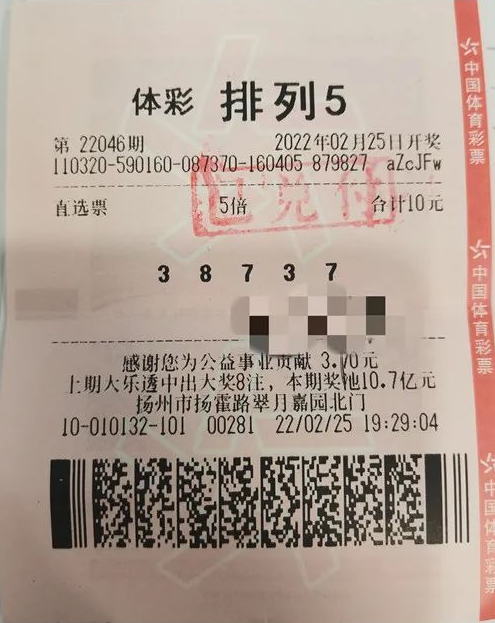 体彩 排列5
第 22046期 2022年02月25日开奖
110320-590160-087370-160405 879827 aZcJFw
已兑付
直选票 5倍 合计10元
3 8 7 3 7
感谢您为公益事业贡献 3.70元
上期大乐透中出大奖8注，本期奖池10.7亿元
扬州市扬霍路翠月嘉园北门
10-010132-101 00281 22/02/25 19:29:04
中国体育彩票
中国体育彩票
中国体育彩票